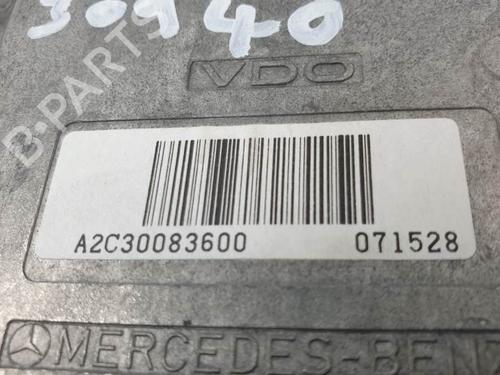 30940
VDO
A2C30083600 071528
MERCEDES-BEN
B-PARTS